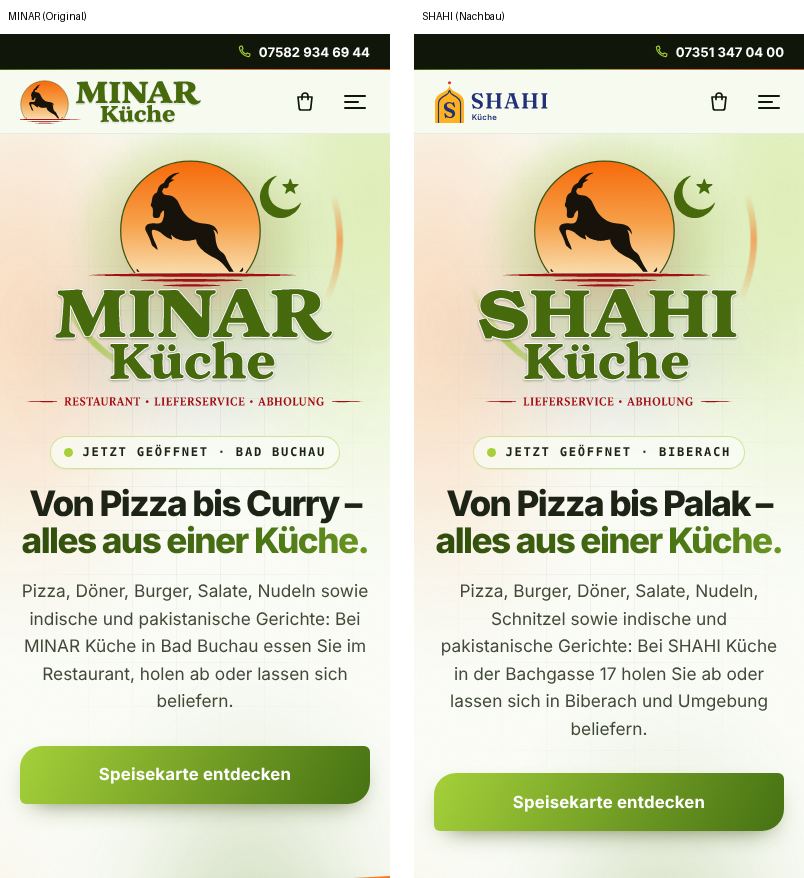 MINAR (Original)
07582 934 69 44
MINAR
Küche
MINAR
Küche
RESTAURANT • LIEFERSERVICE • ABHOLUNG
JETZT GEÖFFNET · BAD BUCHAU
Von Pizza bis Curry –
alles aus einer Küche.
Pizza, Döner, Burger, Salate, Nudeln sowie
indische und pakistanische Gerichte: Bei
MINAR Küche in Bad Buchau essen Sie im
Restaurant, holen ab oder lassen sich
beliefern.
Speisekarte entdecken
SHAHI (Nachbau)
07351 347 04 00
S
SHAHI
Küche
SHAHI
Küche
LIEFERSERVICE • ABHOLUNG
JETZT GEÖFFNET · BIBERACH
Von Pizza bis Palak –
alles aus einer Küche.
Pizza, Döner, Burger, Salate, Nudeln,
Schnitzel sowie indische und
pakistanische Gerichte: Bei SHAHI Küche
in der Bachgasse 17 holen Sie ab oder
lassen sich in Biberach und Umgebung
beliefern.
Speisekarte entdecken